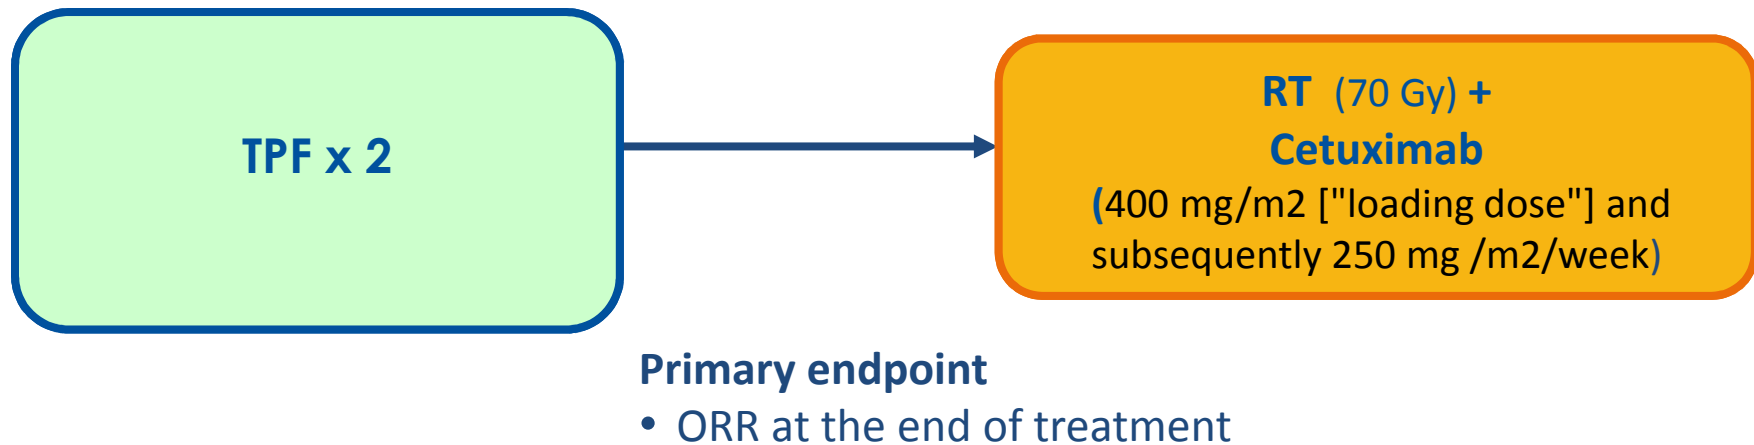 TPF x 2
RT (70 Gy) +
Cetuximab
(400 mg/m2 ["loading dose"] and
subsequently 250 mg /m2/week)
Primary endpoint
• ORR at the end of treatment